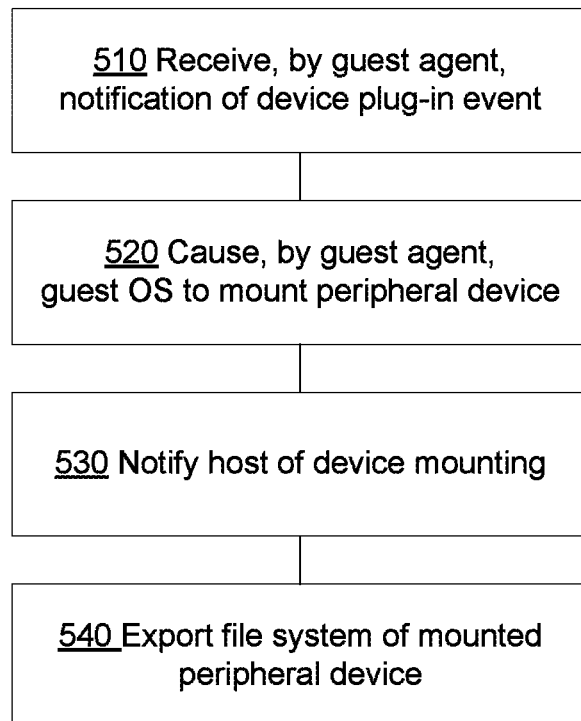 510 Receive, by guest agent,
notification of device plug-in event
520 Cause, by guest agent,
guest OS to mount peripheral device
530 Notify host of device mounting
540 Export file system of mounted
peripheral device